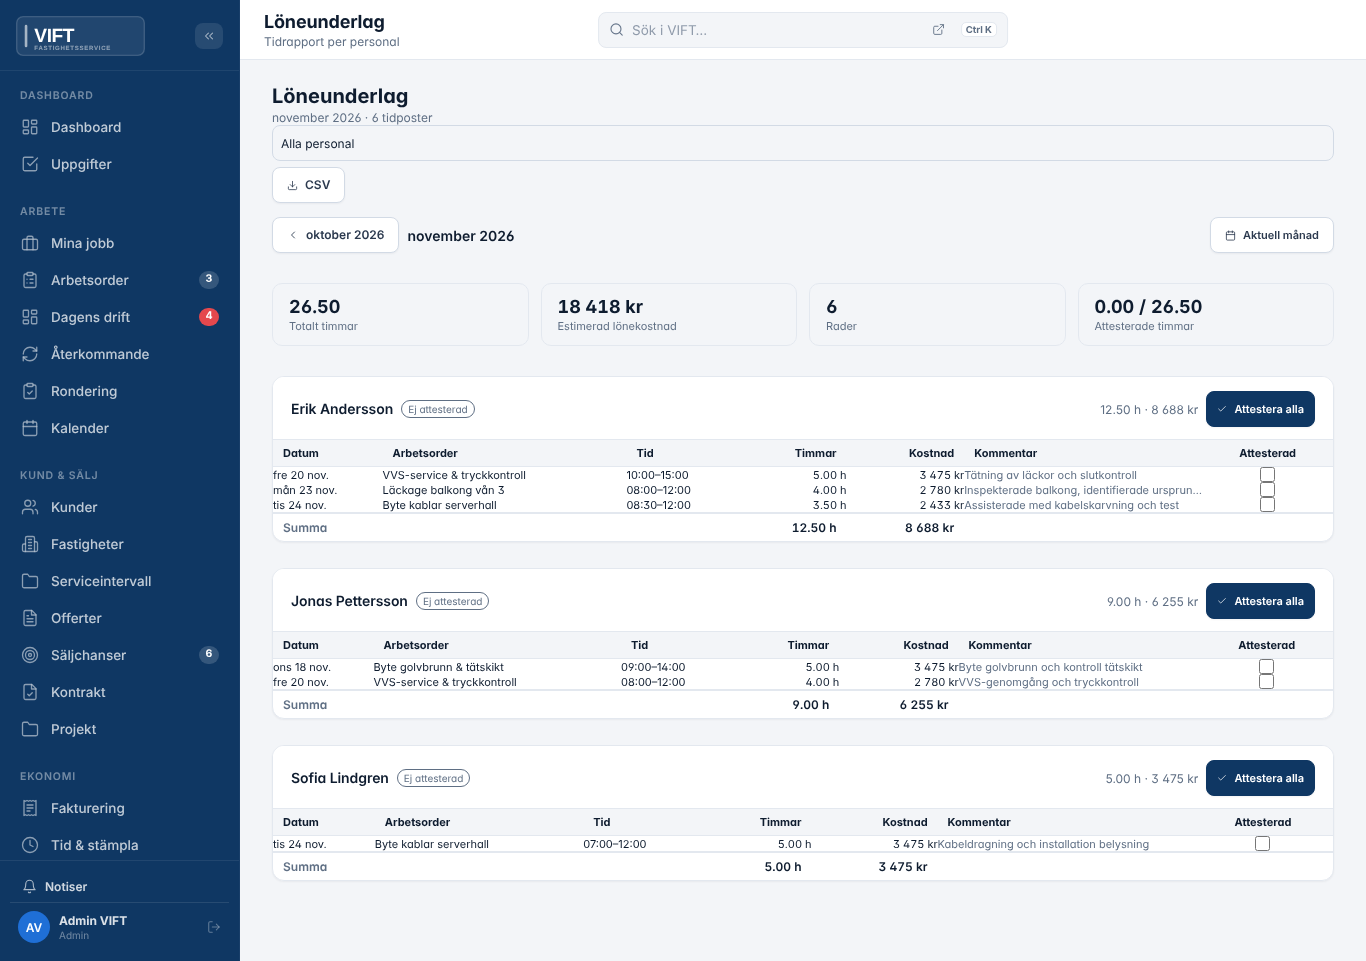 VIFT
FASTIGHETSSERVICE
DASHBOARD
Dashboard
Uppgifter
ARBETE
Mina jobb
Arbetsorder 3
Dagens drift 4
Återkommande
Rondering
Kalender
KUND & SÄLJ
Kunder
Fastigheter
Serviceintervall
Offerter
Säljchanser 6
Kontrakt
Projekt
EKONOMI
Fakturering
Tid & stämpla
Notiser
AV Admin VIFT
Admin
Löneunderlag
Tidrapport per personal
Sök i VIFT... Ctrl K
Löneunderlag
november 2026 · 6 tidposter
Alla personal
CSV
oktober 2026 november 2026 Aktuell månad
26.50
Totalt timmar
18 418 kr
Estimerad lönekostnad
6
Rader
0.00 / 26.50
Attesterade timmar
Erik Andersson Ej attesterad 12.50 h · 8 688 kr Attestera alla
Datum Arbetsorder Tid Timmar Kostnad Kommentar Attesterad
fre 20 nov. VVS-service & tryckkontroll 10:00–15:00 5.00 h 3 475 kr Tätning av läckor och slutkontroll
mån 23 nov. Läckage balkong vån 3 08:00–12:00 4.00 h 2 780 kr Inspekterade balkong, identifierade ursprun...
tis 24 nov. Byte kablar serverhall 08:30–12:00 3.50 h 2 433 kr Assisterade med kabelskarvning och test
Summa 12.50 h 8 688 kr
Jonas Pettersson Ej attesterad 9.00 h · 6 255 kr Attestera alla
Datum Arbetsorder Tid Timmar Kostnad Kommentar Attesterad
ons 18 nov. Byte golvbrunn & tätskikt 09:00–14:00 5.00 h 3 475 kr Byte golvbrunn och kontroll tätskikt
fre 20 nov. VVS-service & tryckkontroll 08:00–12:00 4.00 h 2 780 kr VVS-genomgång och tryckkontroll
Summa 9.00 h 6 255 kr
Sofia Lindgren Ej attesterad 5.00 h · 3 475 kr Attestera alla
Datum Arbetsorder Tid Timmar Kostnad Kommentar Attesterad
tis 24 nov. Byte kablar serverhall 07:00–12:00 5.00 h 3 475 kr Kabeldragning och installation belysning
Summa 5.00 h 3 475 kr